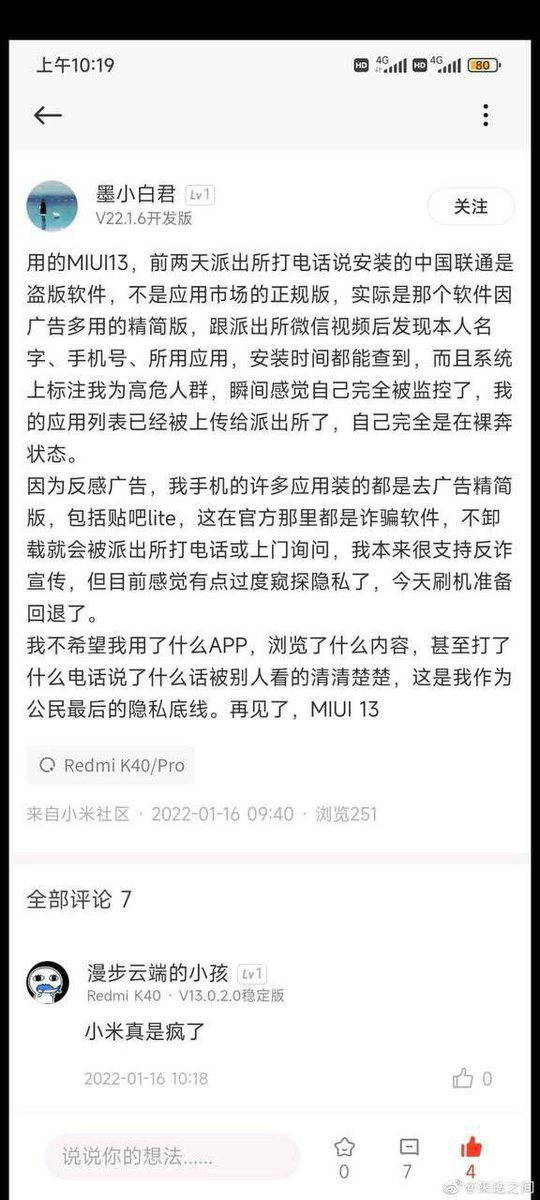 上午10:19
HD 4G HD 4G 80
墨小白君 Lv1
V22.1.6开发版
关注
用的MIUI13，前两天派出所打电话说安装的中国联通是
盗版软件，不是应用市场的正规版，实际是那个软件因
广告多用的精简版，跟派出所微信视频后发现本人名
字、手机号、所用应用，安装时间都能查到，而且系统
上标注我为高危人群，瞬间感觉自己完全被监控了，我
的应用列表已经被上传给派出所了，自己完全是在裸奔
状态。
因为反感广告，我手机的许多应用装的都是去广告精简
版，包括贴吧lite，这在官方那里都是诈骗软件，不卸
载就会被派出所打电话或上门询问，我本来很支持反诈
宣传，但目前感觉有点过度窥探隐私了，今天刷机准备
回退了。
我不希望我用了什么APP，浏览了什么内容，甚至打了
什么电话说了什么话被别人看的清清楚楚，这是我作为
公民最后的隐私底线。再见了，MIUI 13
Redmi K40/Pro
来自小米社区 · 2022-01-16 09:40 · 浏览251
全部评论 7
漫步云端的小孩 Lv1
Redmi K40 · V13.0.2.0稳定版
小米真是疯了
2022-01-16 10:18
0
说说你的想法......
0 7 4